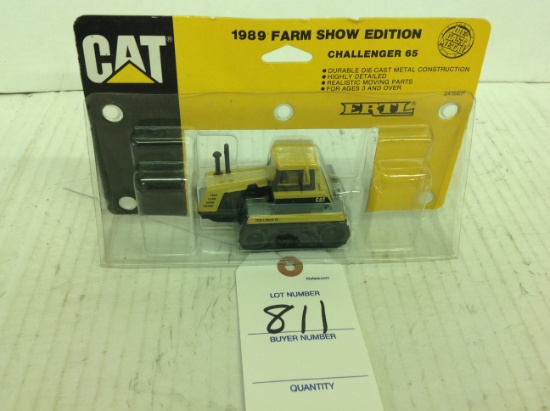 CAT
1989 FARM SHOW EDITION
CHALLENGER 65
• DURABLE DIE-CAST METAL CONSTRUCTION
• HIGHLY DETAILED
• REALISTIC MOVING PARTS
• FOR AGES 3 AND OVER
ERTL
CAT
LOT NUMBER
811
BUYER NUMBER
QUANTITY